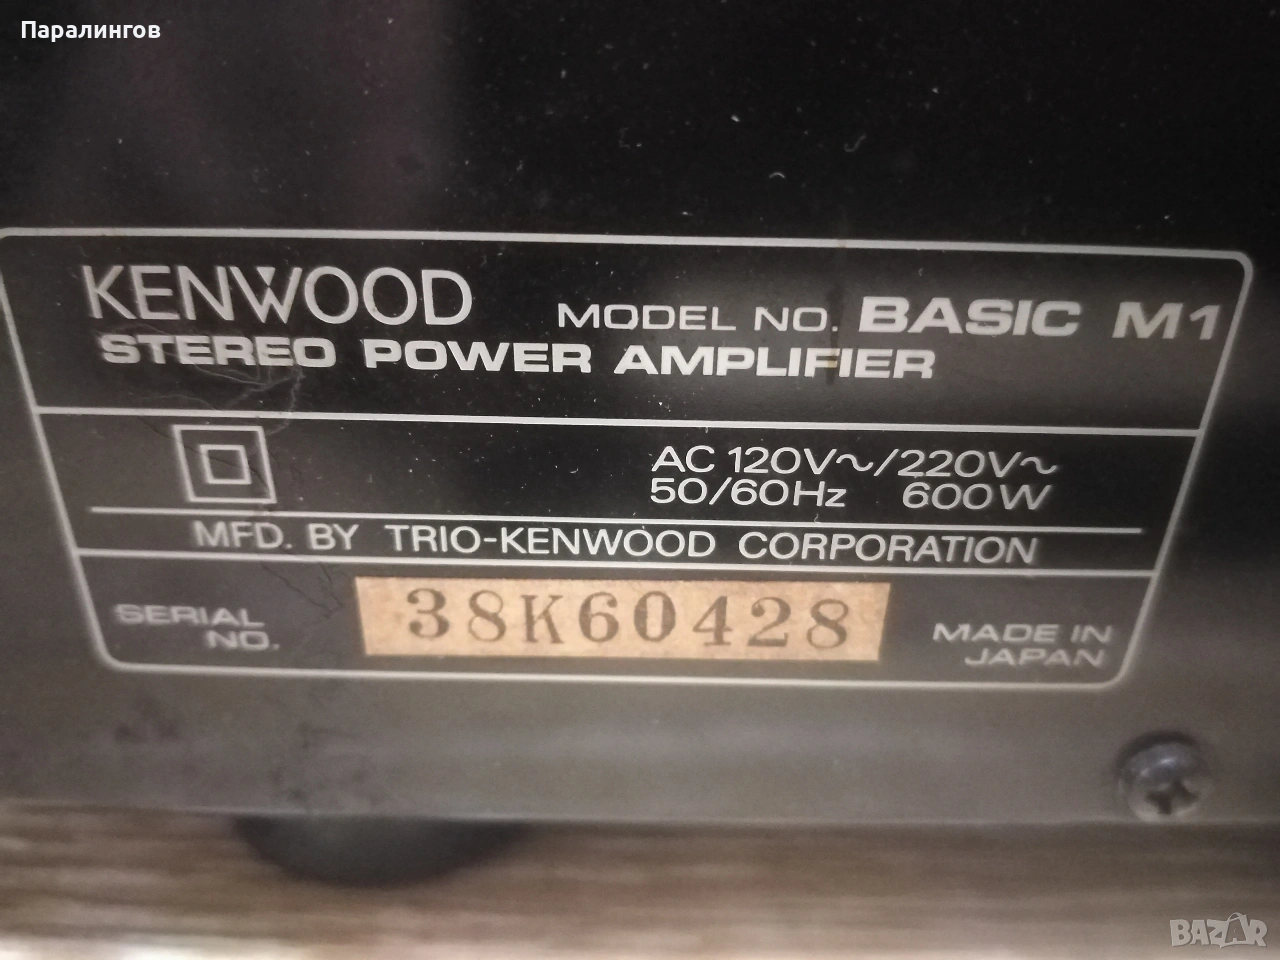 Паралингов
KENWOOD MODEL NO. BASIC M1
STEREO POWER AMPLIFIER
AC 120V~/220V~
50/60Hz 600W
MFD. BY TRIO-KENWOOD CORPORATION
SERIAL NO. 38K60428
MADE IN JAPAN
BAZAR